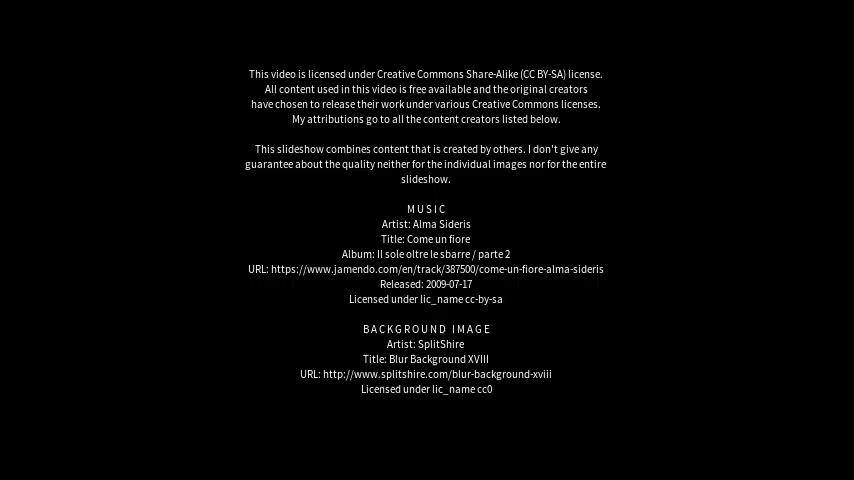 This video is licensed under Creative Commons Share-Alike (CC BY-SA) license.
All content used in this video is free available and the original creators
have chosen to release their work under various Creative Commons licenses.
My attributions go to all the content creators listed below.
This slideshow combines content that is created by others. I don't give any
guarantee about the quality neither for the individual images nor for the entire
slideshow.
MUSIC
Artist: Alma Sideris
Title: Come un fiore
Album: Il sole oltre le sbarre / parte 2
URL: https://www.jamendo.com/en/track/387500/come-un-fiore-alma-sideris
Released: 2009-07-17
Licensed under lic_name cc-by-sa
BACKGROUND IMAGE
Artist: SplitShire
Title: Blur Background XVIII
URL: http://www.splitshire.com/blur-background-xviii
Licensed under lic_name cc0